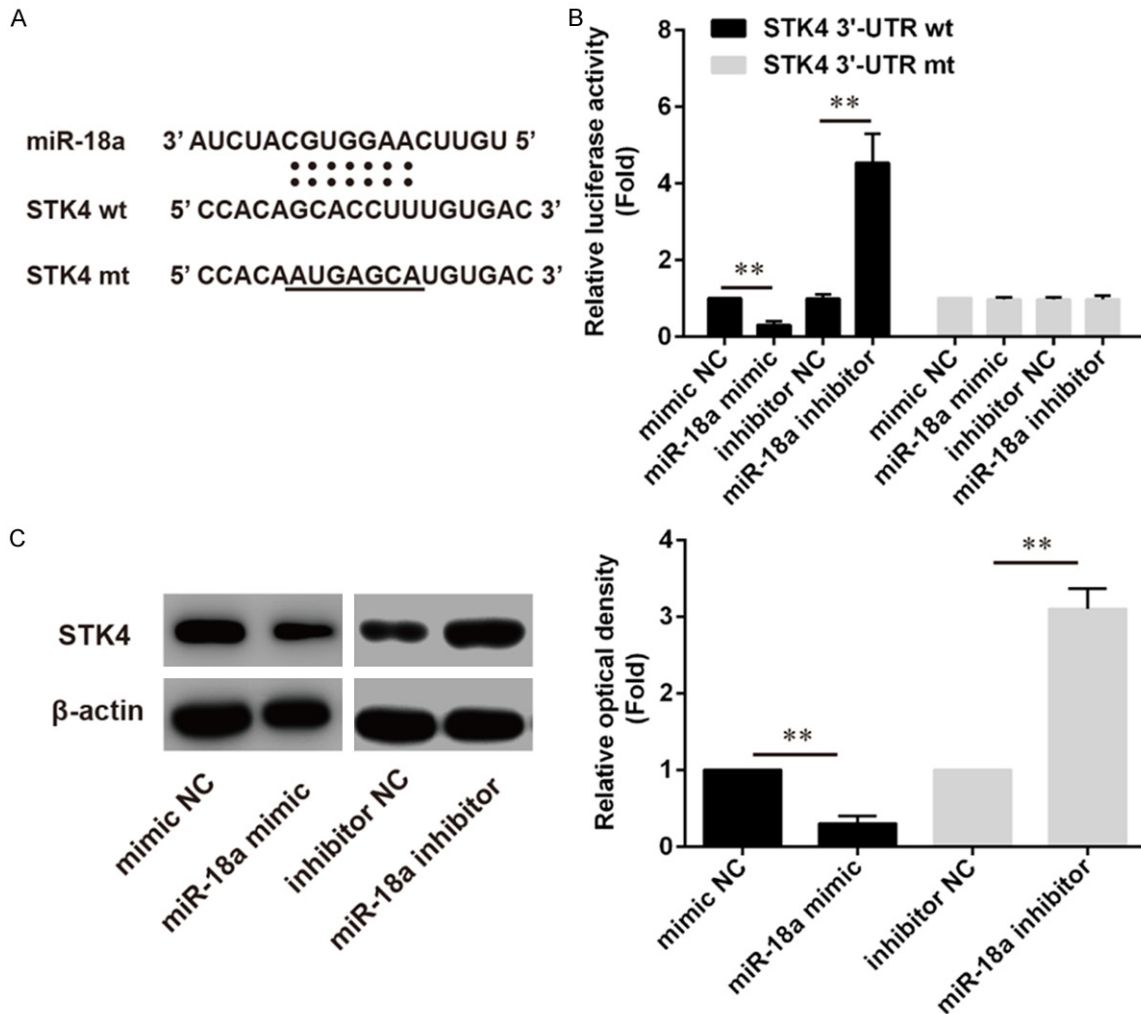 A
miR-18a 3’ AUCUACGUGGAACUUGU 5’
STK4 wt 5’ CCACAGCACCUUUGUGAC 3’
STK4 mt 5’ CCACAAUGAGCAUGUGAC 3’
B
STK4 3'-UTR wt
STK4 3'-UTR mt
Relative luciferase activity
(Fold)
8
6
4
2
0
**
**
mimic NC
miR-18a mimic
inhibitor NC
miR-18a inhibitor
mimic NC
miR-18a mimic
inhibitor NC
miR-18a inhibitor
C
STK4
β-actin
mimic NC
miR-18a mimic
inhibitor NC
miR-18a inhibitor
Relative optical density
(Fold)
4
3
2
1
0
**
**
mimic NC
miR-18a mimic
inhibitor NC
miR-18a inhibitor